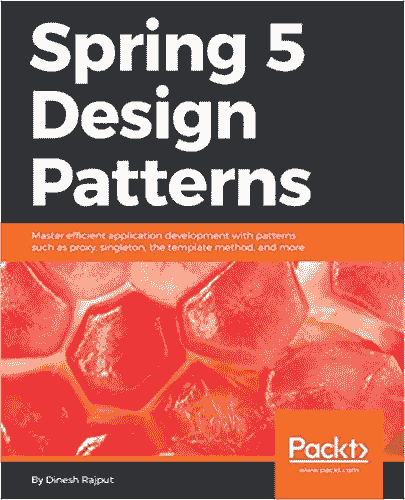 Spring 5
Design
Patterns
Master efficient application development with patterns
such as proxy, singleton, the template method, and more
By Dinesh Rajput
Packt>
www.packt.com